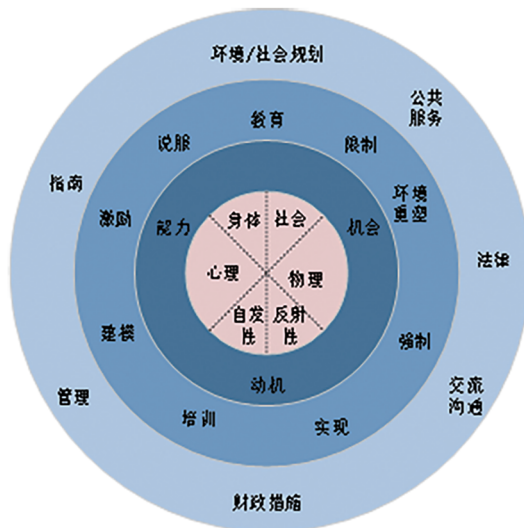 环境/社会规划
公共
服务
教育
说服
限制
指南
环境
重塑
激励
能力
身体
社会
机会
法律
心理
物理
自发
性
反射
性
建模
强制
动机
管理
交流
沟通
培训
实现
财政措施